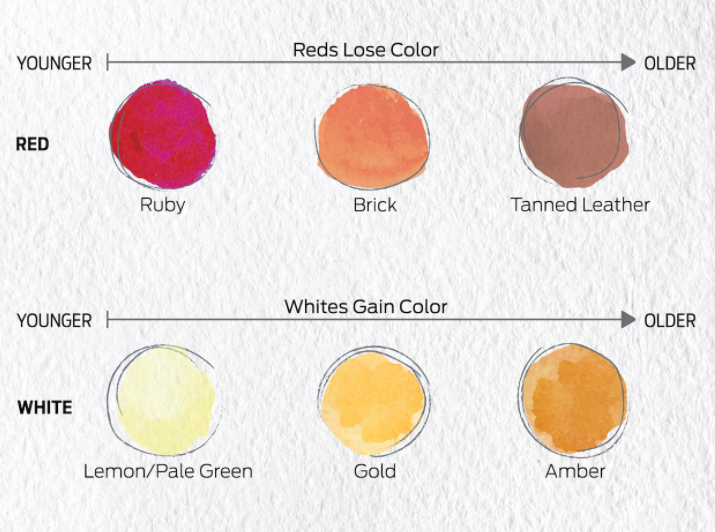 Reds Lose Color
YOUNGER OLDER
RED
Ruby Brick Tanned Leather
Whites Gain Color
YOUNGER OLDER
WHITE
Lemon/Pale Green Gold Amber